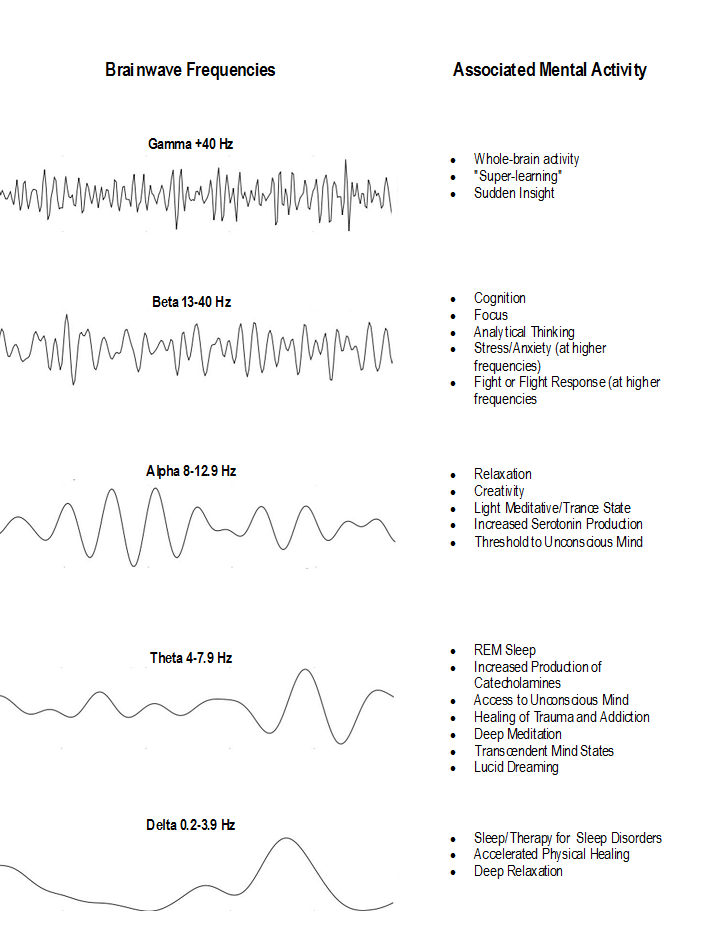 Brainwave Frequencies
Associated Mental Activity
Gamma +40 Hz
• Whole-brain activity
• "Super-learning"
• Sudden Insight
Beta 13-40 Hz
• Cognition
• Focus
• Analytical Thinking
• Stress/Anxiety (at higher
frequencies)
• Fight or Flight Response (at higher
frequencies
Alpha 8-12.9 Hz
• Relaxation
• Creativity
• Light Meditative/Trance State
• Increased Serotonin Production
• Threshold to Unconscious Mind
Theta 4-7.9 Hz
• REM Sleep
• Increased Production of
Catecholamines
• Access to Unconscious Mind
• Healing of Trauma and Addiction
• Deep Meditation
• Transcendent Mind States
• Lucid Dreaming
Delta 0.2-3.9 Hz
• Sleep/Therapy for Sleep Disorders
• Accelerated Physical Healing
• Deep Relaxation